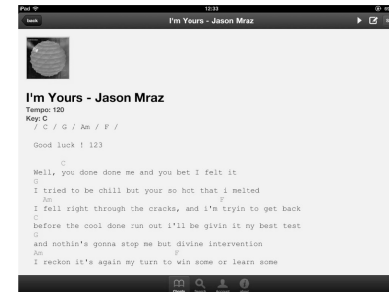 iPad
12:33
back
I'm Yours - Jason Mraz
I'm Yours - Jason Mraz
Tempo: 120
Key: C
/ C / G / Am / F /
Good luck ! 123
C
Well, you done done me and you bet I felt it
G
I tried to be chill but your so hot that i melted
Am F
I fell right through the cracks, and i'm tryin to get back
C
before the cool done run out i'll be givin it my best test
G
and nothin's gonna stop me but divine intervention
Am F
I reckon it's again my turn to win some or learn some